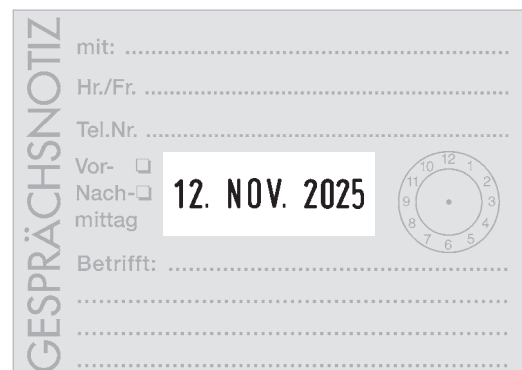 GESPRÄCHSNOTIZ
mit:
Hr./Fr.
Tel.Nr.
Vor- ❏
Nach-❏
mittag
12. NOV. 2025
12 1 2 3 4 5 6 7 8 9 10 11
Betrifft: